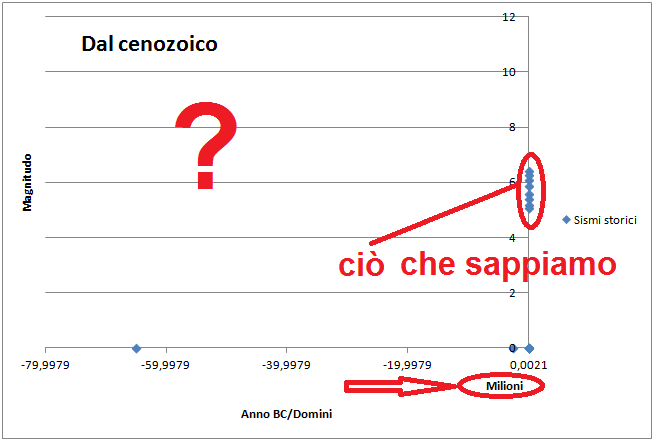 12
Dal cenozoico
10
?
8
Magnitudo
6
Sismi storici
4
ciò che sappiamo
2
0
-79,9979 -59,9979 -39,9979 -19,9979 0,0021
Milioni
Anno BC/Domini